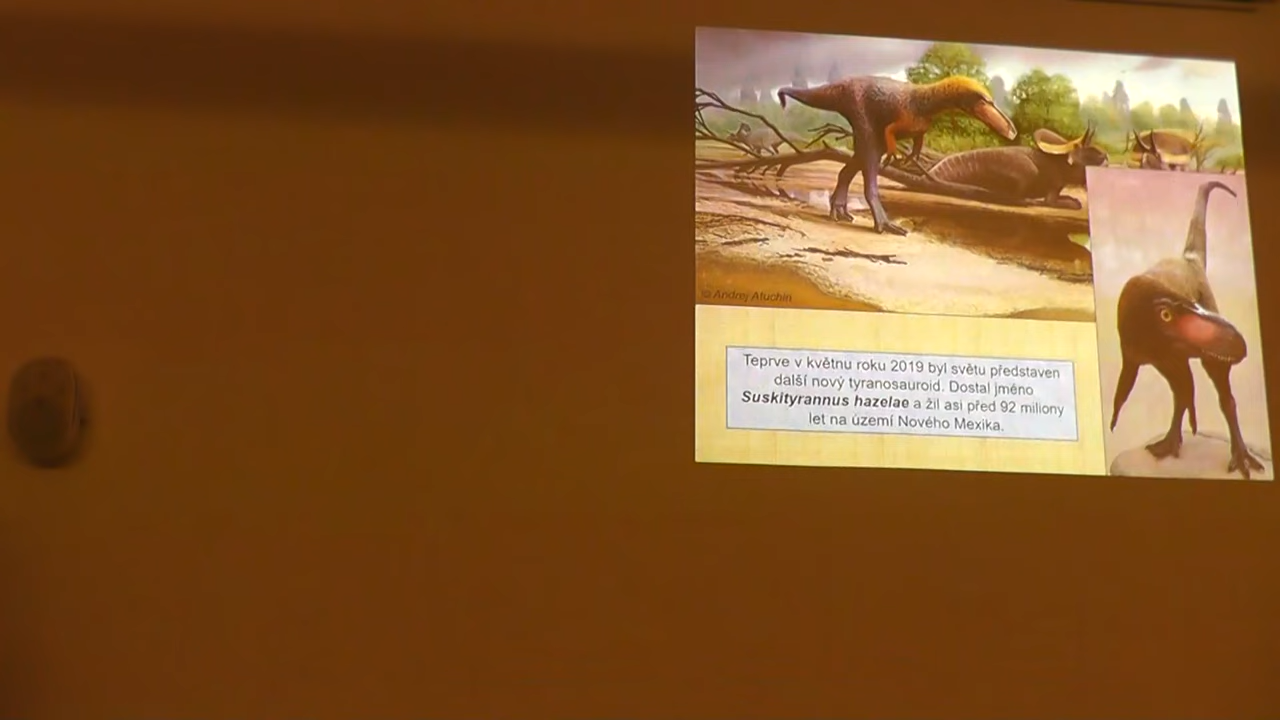 © Andrej Atuchin
Teprve v květnu roku 2019 byl světu představen
další nový tyranosauroid. Dostal jméno
Suskityrannus hazelae a žil asi před 92 miliony
let na území Nového Mexika.